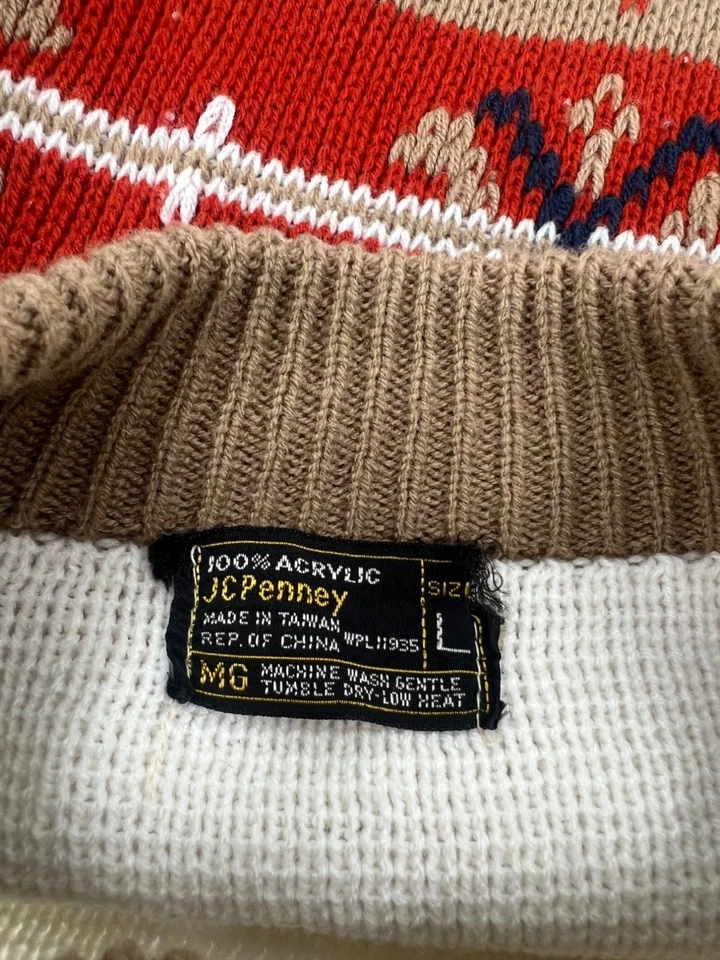 100% ACRYLIC
JCPenney
SIZE
MADE IN TAIWAN
REP. OF CHINA WPL11935
L
MG MACHINE WASH GENTLE
TUMBLE DRY-LOW HEAT